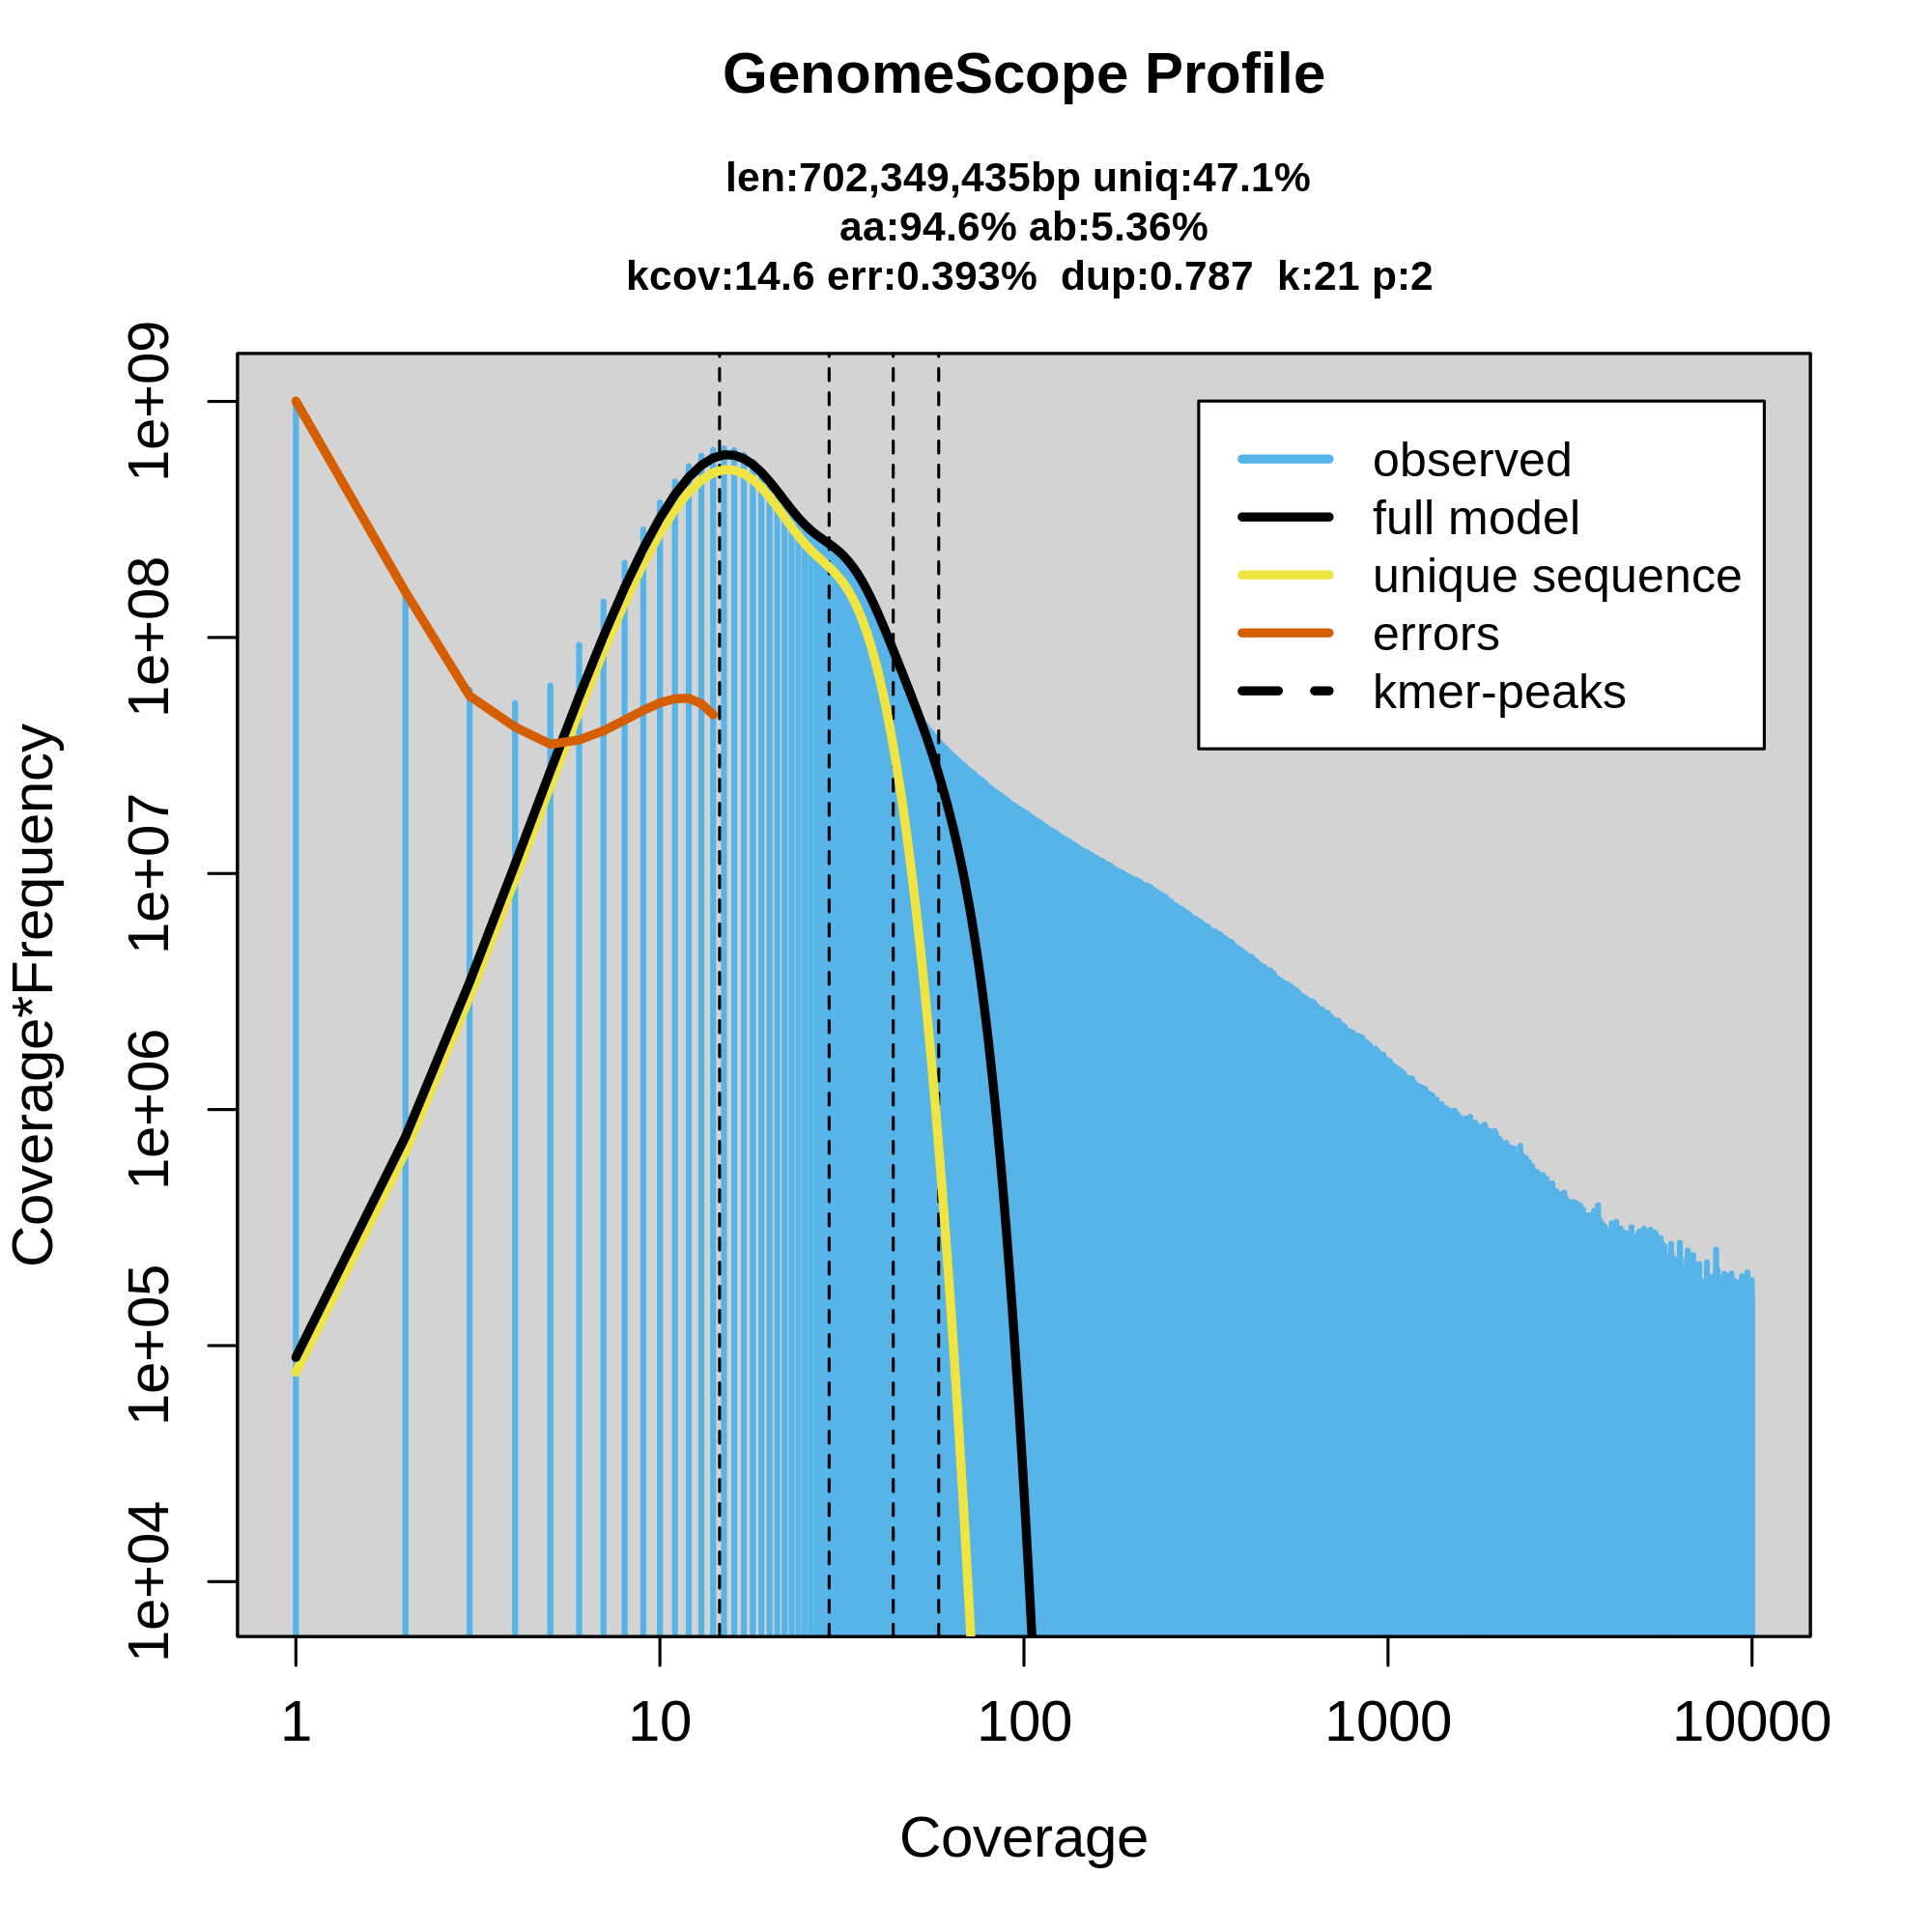 GenomeScope Profile
len:702,349,435bp uniq:47.1%
aa:94.6% ab:5.36%
kcov:14.6 err:0.393%  dup:0.787  k:21 p:2
Coverage*Frequency
1e+09
1e+08
1e+07
1e+06
1e+05
1e+04
observed
full model
unique sequence
errors
kmer-peaks
1
10
100
1000
10000
Coverage